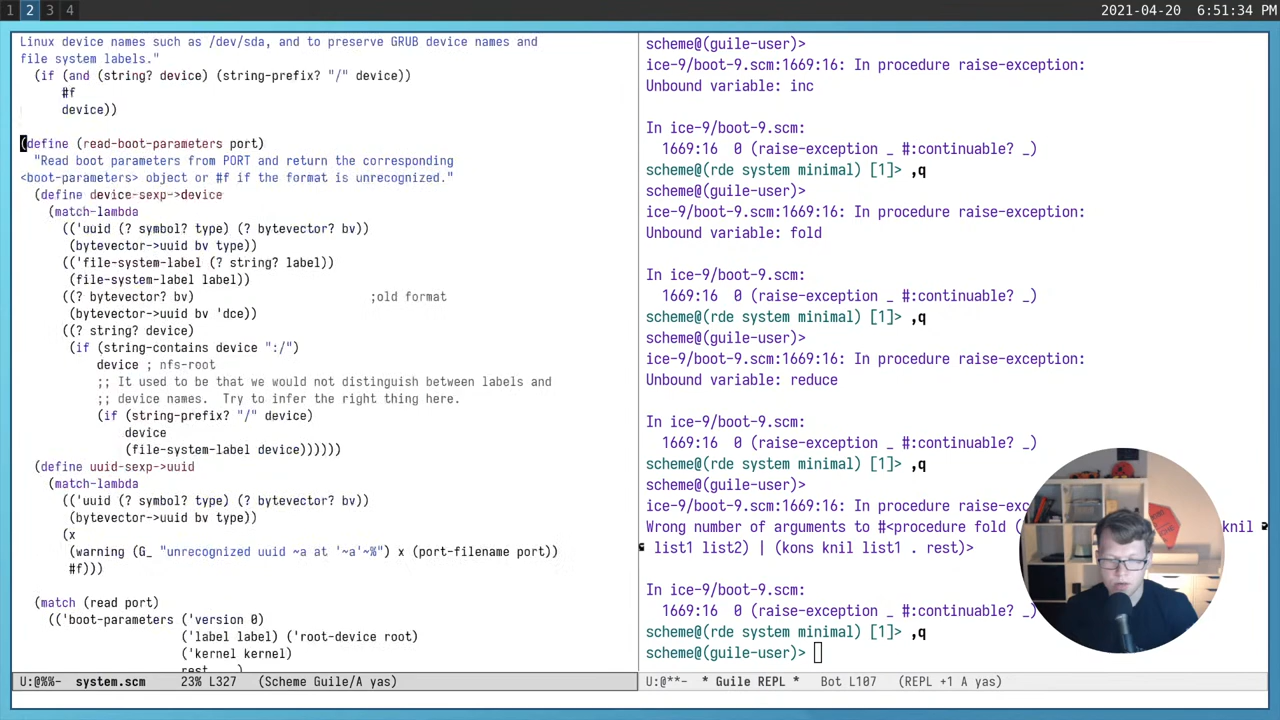 1 2 3 4
2021-04-20 6:51:34 PM
Linux device names such as /dev/sda, and to preserve GRUB device names and
file system labels."
(if (and (string? device) (string-prefix? "/" device))
#f
device))
(define (read-boot-parameters port)
"Read boot parameters from PORT and return the corresponding
<boot-parameters> object or #f if the format is unrecognized."
(define device-sexp->device
(match-lambda
(('uuid (? symbol? type) (? bytevector? bv))
(bytevector->uuid bv type))
(('file-system-label (? string? label))
(file-system-label label))
((? bytevector? bv) ;old format
(bytevector->uuid bv 'dce))
((? string? device)
(if (string-contains device ":/")
device ; nfs-root
;; It used to be that we would not distinguish between labels and
;; device names.  Try to infer the right thing here.
(if (string-prefix? "/" device)
device
(file-system-label device))))))
(define uuid-sexp->uuid
(match-lambda
(('uuid (? symbol? type) (? bytevector? bv))
(bytevector->uuid bv type))
(x
(warning (G_ "unrecognized uuid ~a at '~a'~%") x (port-filename port))
#f)))
(match (read port)
(('boot-parameters ('version 0)
('label label) ('root-device root)
('kernel kernel)
rest ...)
U:@%%- system.scm 23% L327 (Scheme Guile/A yas)
scheme@(guile-user)>
ice-9/boot-9.scm:1669:16: In procedure raise-exception:
Unbound variable: inc
In ice-9/boot-9.scm:
1669:16 0 (raise-exception _ #:continuable? _)
scheme@(rde system minimal) [1]> ,q
scheme@(guile-user)>
ice-9/boot-9.scm:1669:16: In procedure raise-exception:
Unbound variable: fold
In ice-9/boot-9.scm:
1669:16 0 (raise-exception _ #:continuable? _)
scheme@(rde system minimal) [1]> ,q
scheme@(guile-user)>
ice-9/boot-9.scm:1669:16: In procedure raise-exception:
Unbound variable: reduce
In ice-9/boot-9.scm:
1669:16 0 (raise-exception _ #:continuable? _)
scheme@(rde system minimal) [1]> ,q
scheme@(guile-user)>
ice-9/boot-9.scm:1669:16: In procedure raise-exception:
Wrong number of arguments to #<procedure fold ( knil
list1 list2) | (kons knil list1 . rest)>
In ice-9/boot-9.scm:
1669:16 0 (raise-exception _ #:continuable? _)
scheme@(rde system minimal) [1]> ,q
scheme@(guile-user)>
U:@**- * Guile REPL * Bot L107 (REPL +1 A yas)